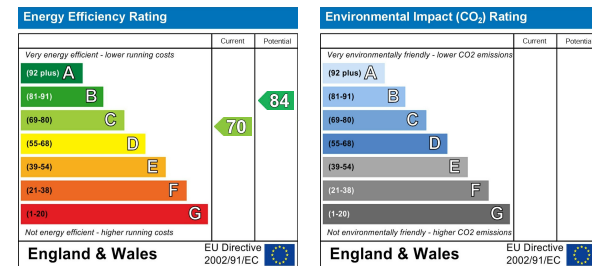 Energy Efficiency Rating
Current Potential
Very energy efficient - lower running costs
(92 plus) A
(81-91) B
84
(69-80) C
70
(55-68) D
(39-54) E
(21-38) F
(1-20) G
Not energy efficient - higher running costs
England & Wales
EU Directive
2002/91/EC
Environmental Impact (CO₂) Rating
Current Potentia
Very environmentally friendly - lower CO2 emissions
(92 plus) A
(81-91) B
(69-80) C
(55-68) D
(39-54) E
(21-38) F
(1-20) G
Not environmentally friendly - higher CO2 emissions
England & Wales
EU Directive
2002/91/EC